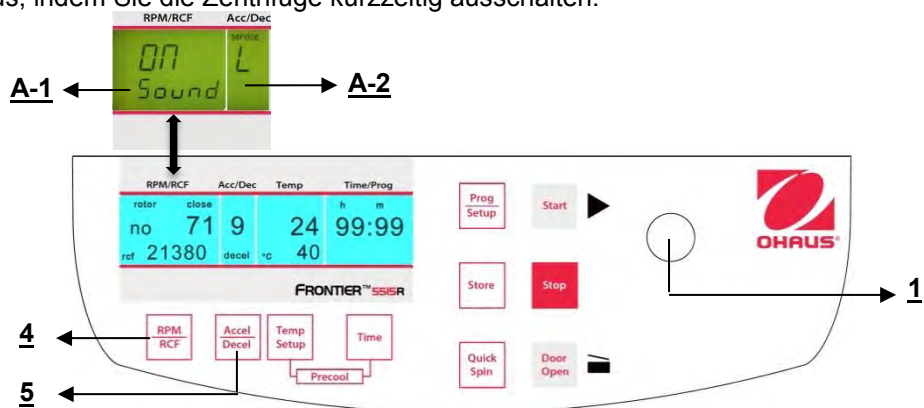 us, indem Sie die Zentrifuge kurzzeitig ausschalten.
RPM/RCF Acc/Dec
service
ON L
Sound
A-1 A-2
RPM/RCF Acc/Dec Temp Time/Prog
rotor close h m
no 71 9 24 99:99
rcf 21380 decel °c 40
FRONTIER™ 5515R
RPM
RCF
Accel
Decel
Temp
Setup
Time
Precool
Prog
Setup
Start
Store
Stop
Quick
Spin
Door
Open
OHAUS®
1
4
5